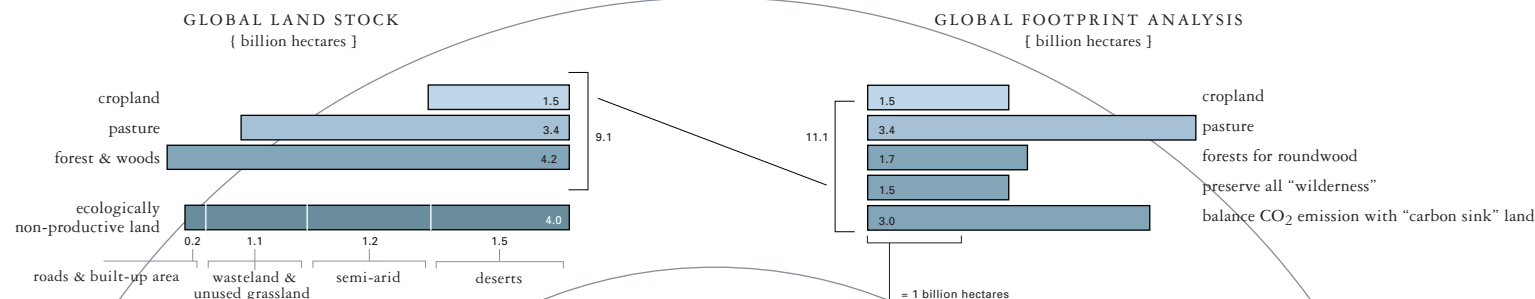 GLOBAL LAND STOCK
{ billion hectares }
cropland
1.5
pasture
3.4
forest & woods
4.2
9.1
ecologically
non-productive land
4.0
0.2
1.1
1.2
1.5
roads & built-up area
wasteland &
unused grassland
semi-arid
deserts
GLOBAL FOOTPRINT ANALYSIS
{ billion hectares }
11.1
1.5
cropland
3.4
pasture
1.7
forests for roundwood
1.5
preserve all “wilderness”
3.0
balance CO2 emission with “carbon sink” land
= 1 billion hectares